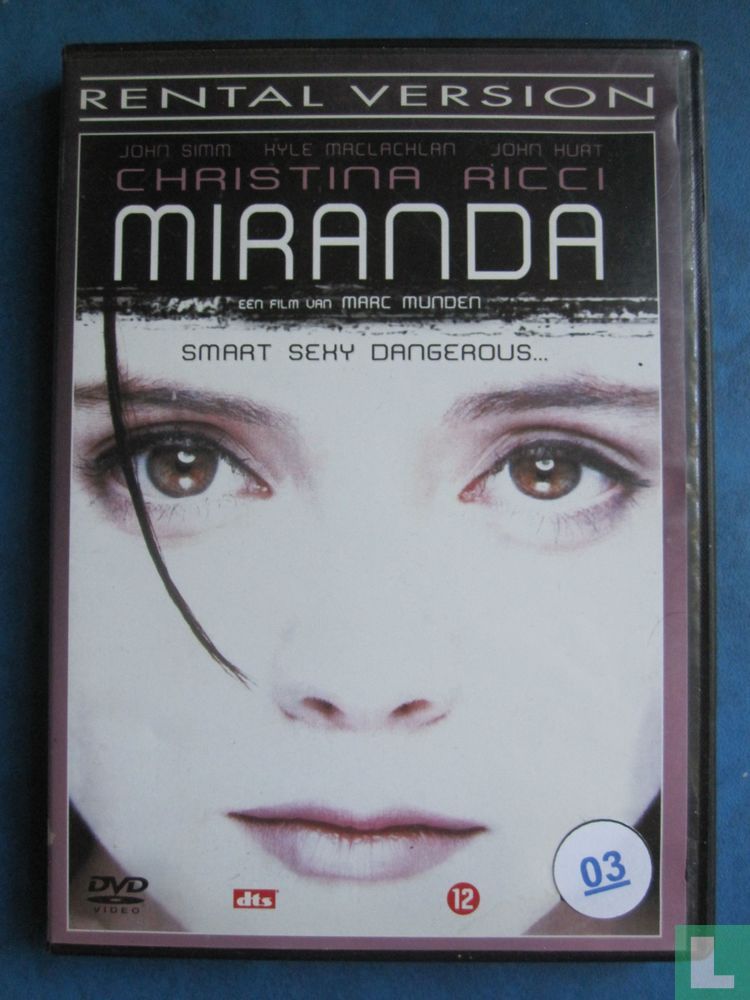 RENTAL VERSION
JOHN SIMM KYLE MACLACHLAN JOHN HURT
CHRISTINA RICCI
MIRANDA
EEN FILM VAN MARC MUNDEN
SMART SEXY DANGEROUS...
03
DVD
VIDEO
dts
12
L